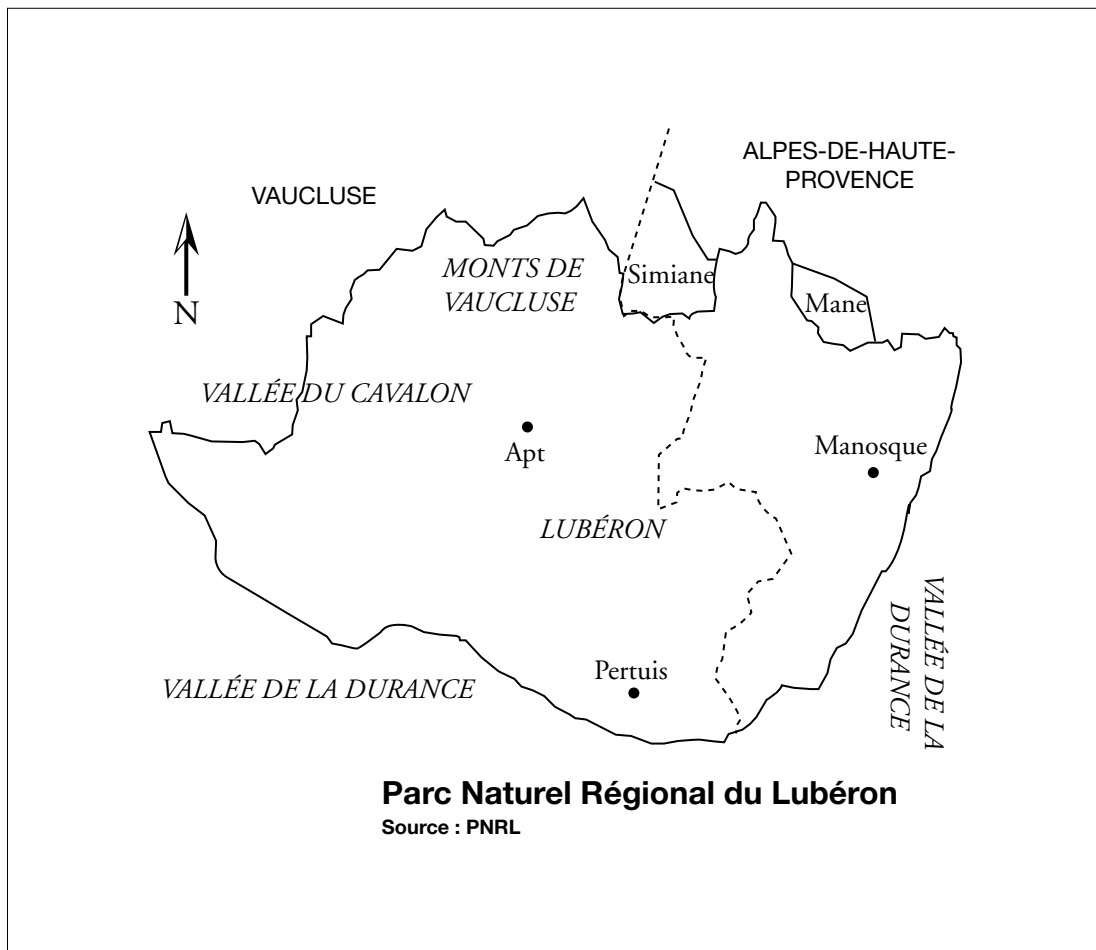 ALPES-DE-HAUTE-
PROVENCE
VAUCLUSE
MONTS DE
VAUCLUSE
Simiane
Mane
N
VALLÉE DU CAVALON
Apt
Manosque
LUBÉRON
VALLÉE DE LA
DURANCE
Pertuis
VALLÉE DE LA DURANCE
Parc Naturel Régional du Lubéron
Source : PNRL